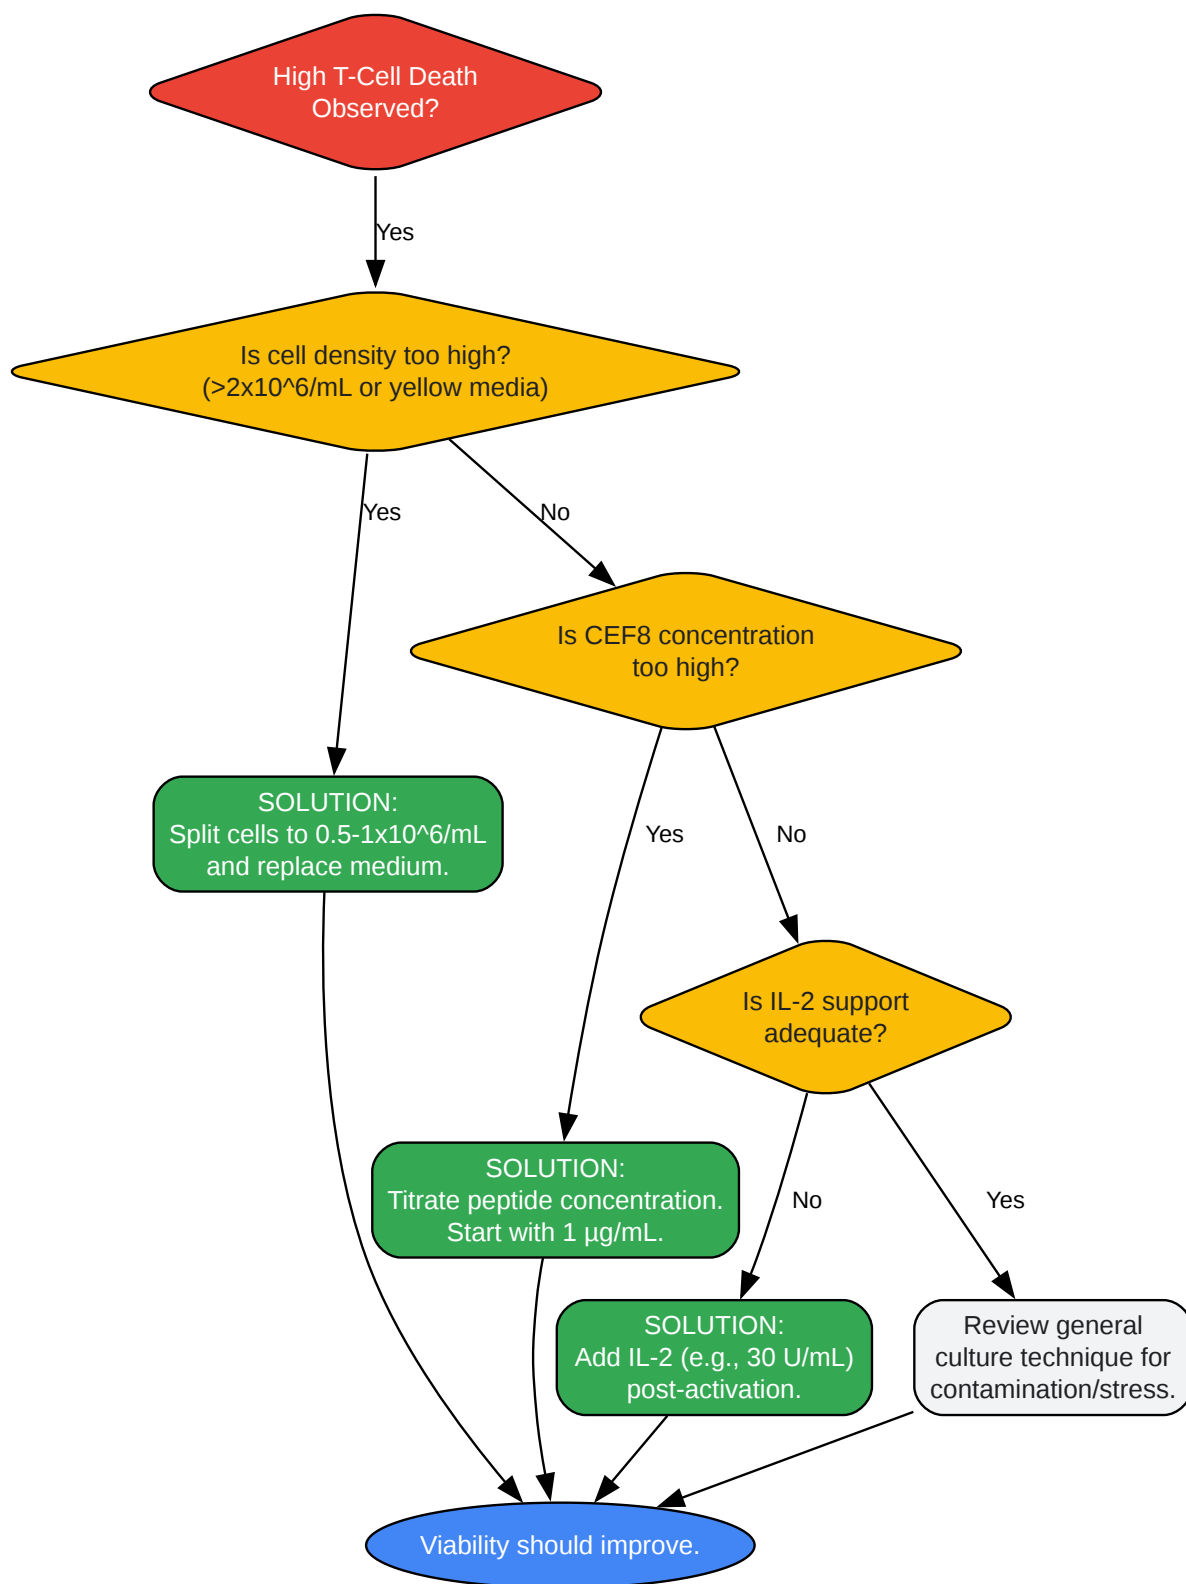 High T-Cell Death
Observed?
Yes
Is cell density too high?
(>2x10^6/mL or yellow media)
Yes
No
Is CEF8 concentration
too high?
SOLUTION:
Split cells to 0.5-1x10^6/mL
and replace medium.
Yes
No
Is IL-2 support
adequate?
SOLUTION:
Titrate peptide concentration.
Start with 1 µg/mL.
No
Yes
SOLUTION:
Add IL-2 (e.g., 30 U/mL)
post-activation.
Review general
culture technique for
contamination/stress.
Viability should improve.